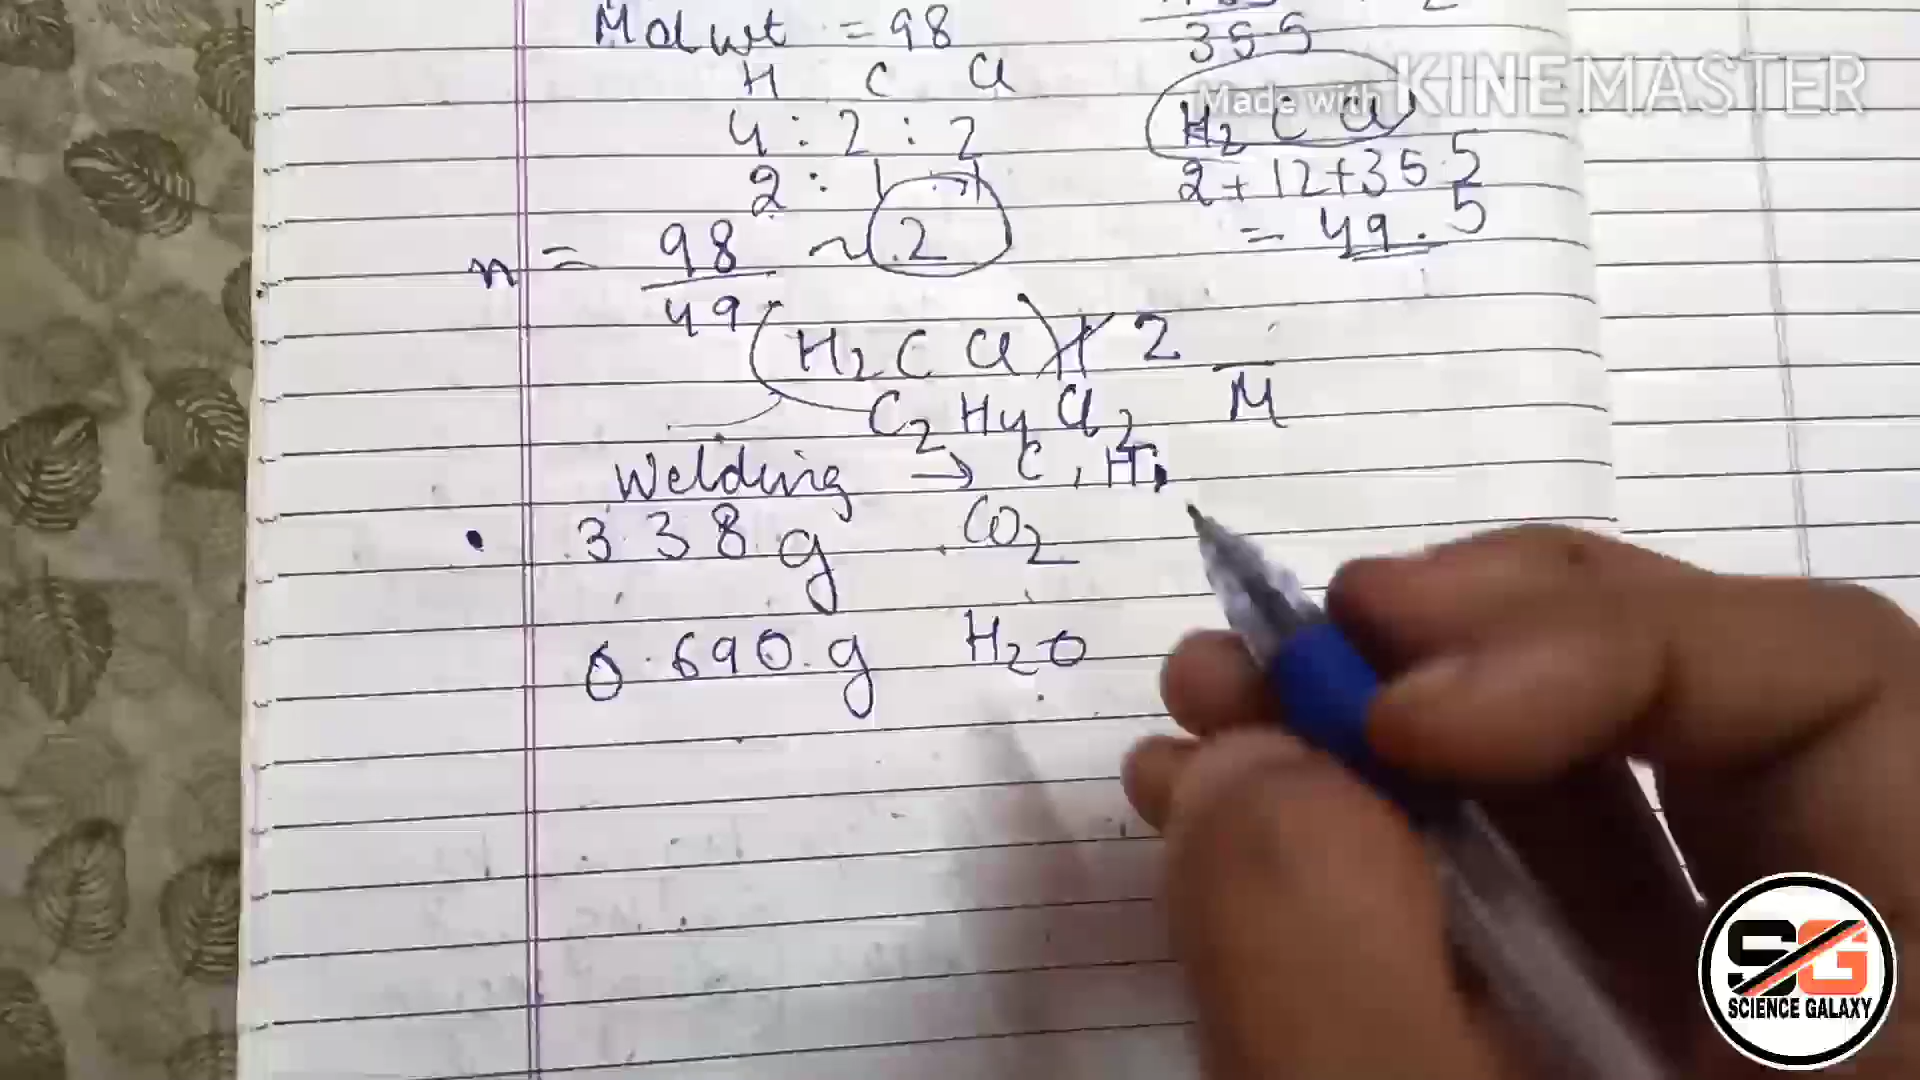 Mol wt = 98
355
H C Cl
Made with KINEMASTER
4 : 2 : 2
H2 C Cl
2 : 1 : 1
2 + 12 + 35.5
= 49.5
n = 98 ~ 2
49
(H2 C Cl) 2
C2 H4 Cl2 M
Welding → C, H
3.38 g CO2
0.690 g H2O
SG
SCIENCE GALAXY